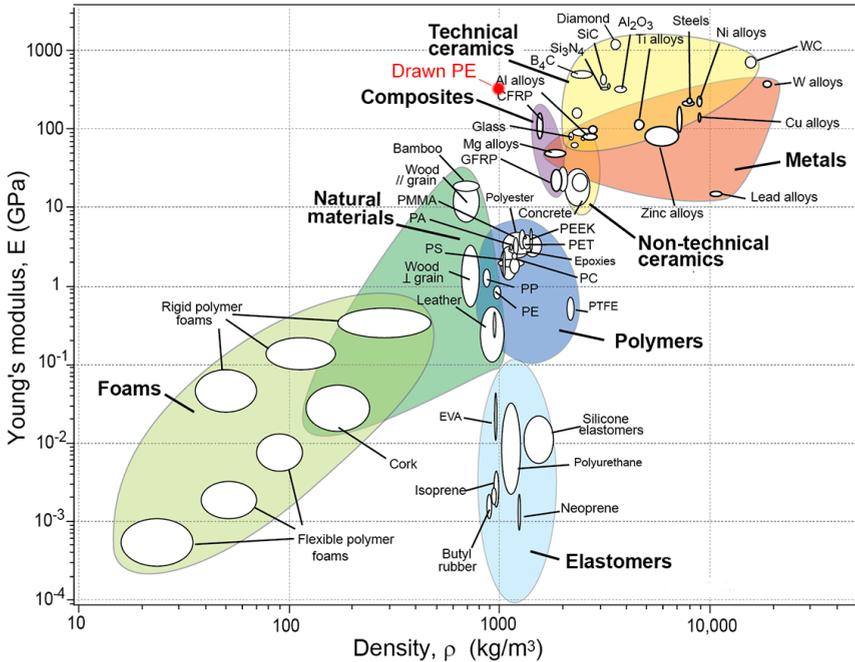 Young's modulus, E (GPa)
1000
100
10
1
10-1
10-2
10-3
10-4
10
100
1000
10,000
Density, ρ (kg/m3)
Technical
ceramics
Diamond
Al2O3
Steels
SiC
Ti alloys
Ni alloys
Si3N4
WC
B4C
Drawn PE
Al alloys
CFRP
W alloys
Composites
Glass
Cu alloys
Mg alloys
GFRP
Metals
Bamboo
Wood
// grain
Lead alloys
Zinc alloys
Natural
materials
PMMA
Polyester
PA
Concrete
PEEK
PET
Non-technical
ceramics
PS
Epoxies
PC
Wood
⊥ grain
PP
Leather
PE
PTFE
Polymers
Rigid polymer
foams
Foams
EVA
Silicone
elastomers
Cork
Polyurethane
Isoprene
Neoprene
Flexible polymer
foams
Butyl
rubber
Elastomers